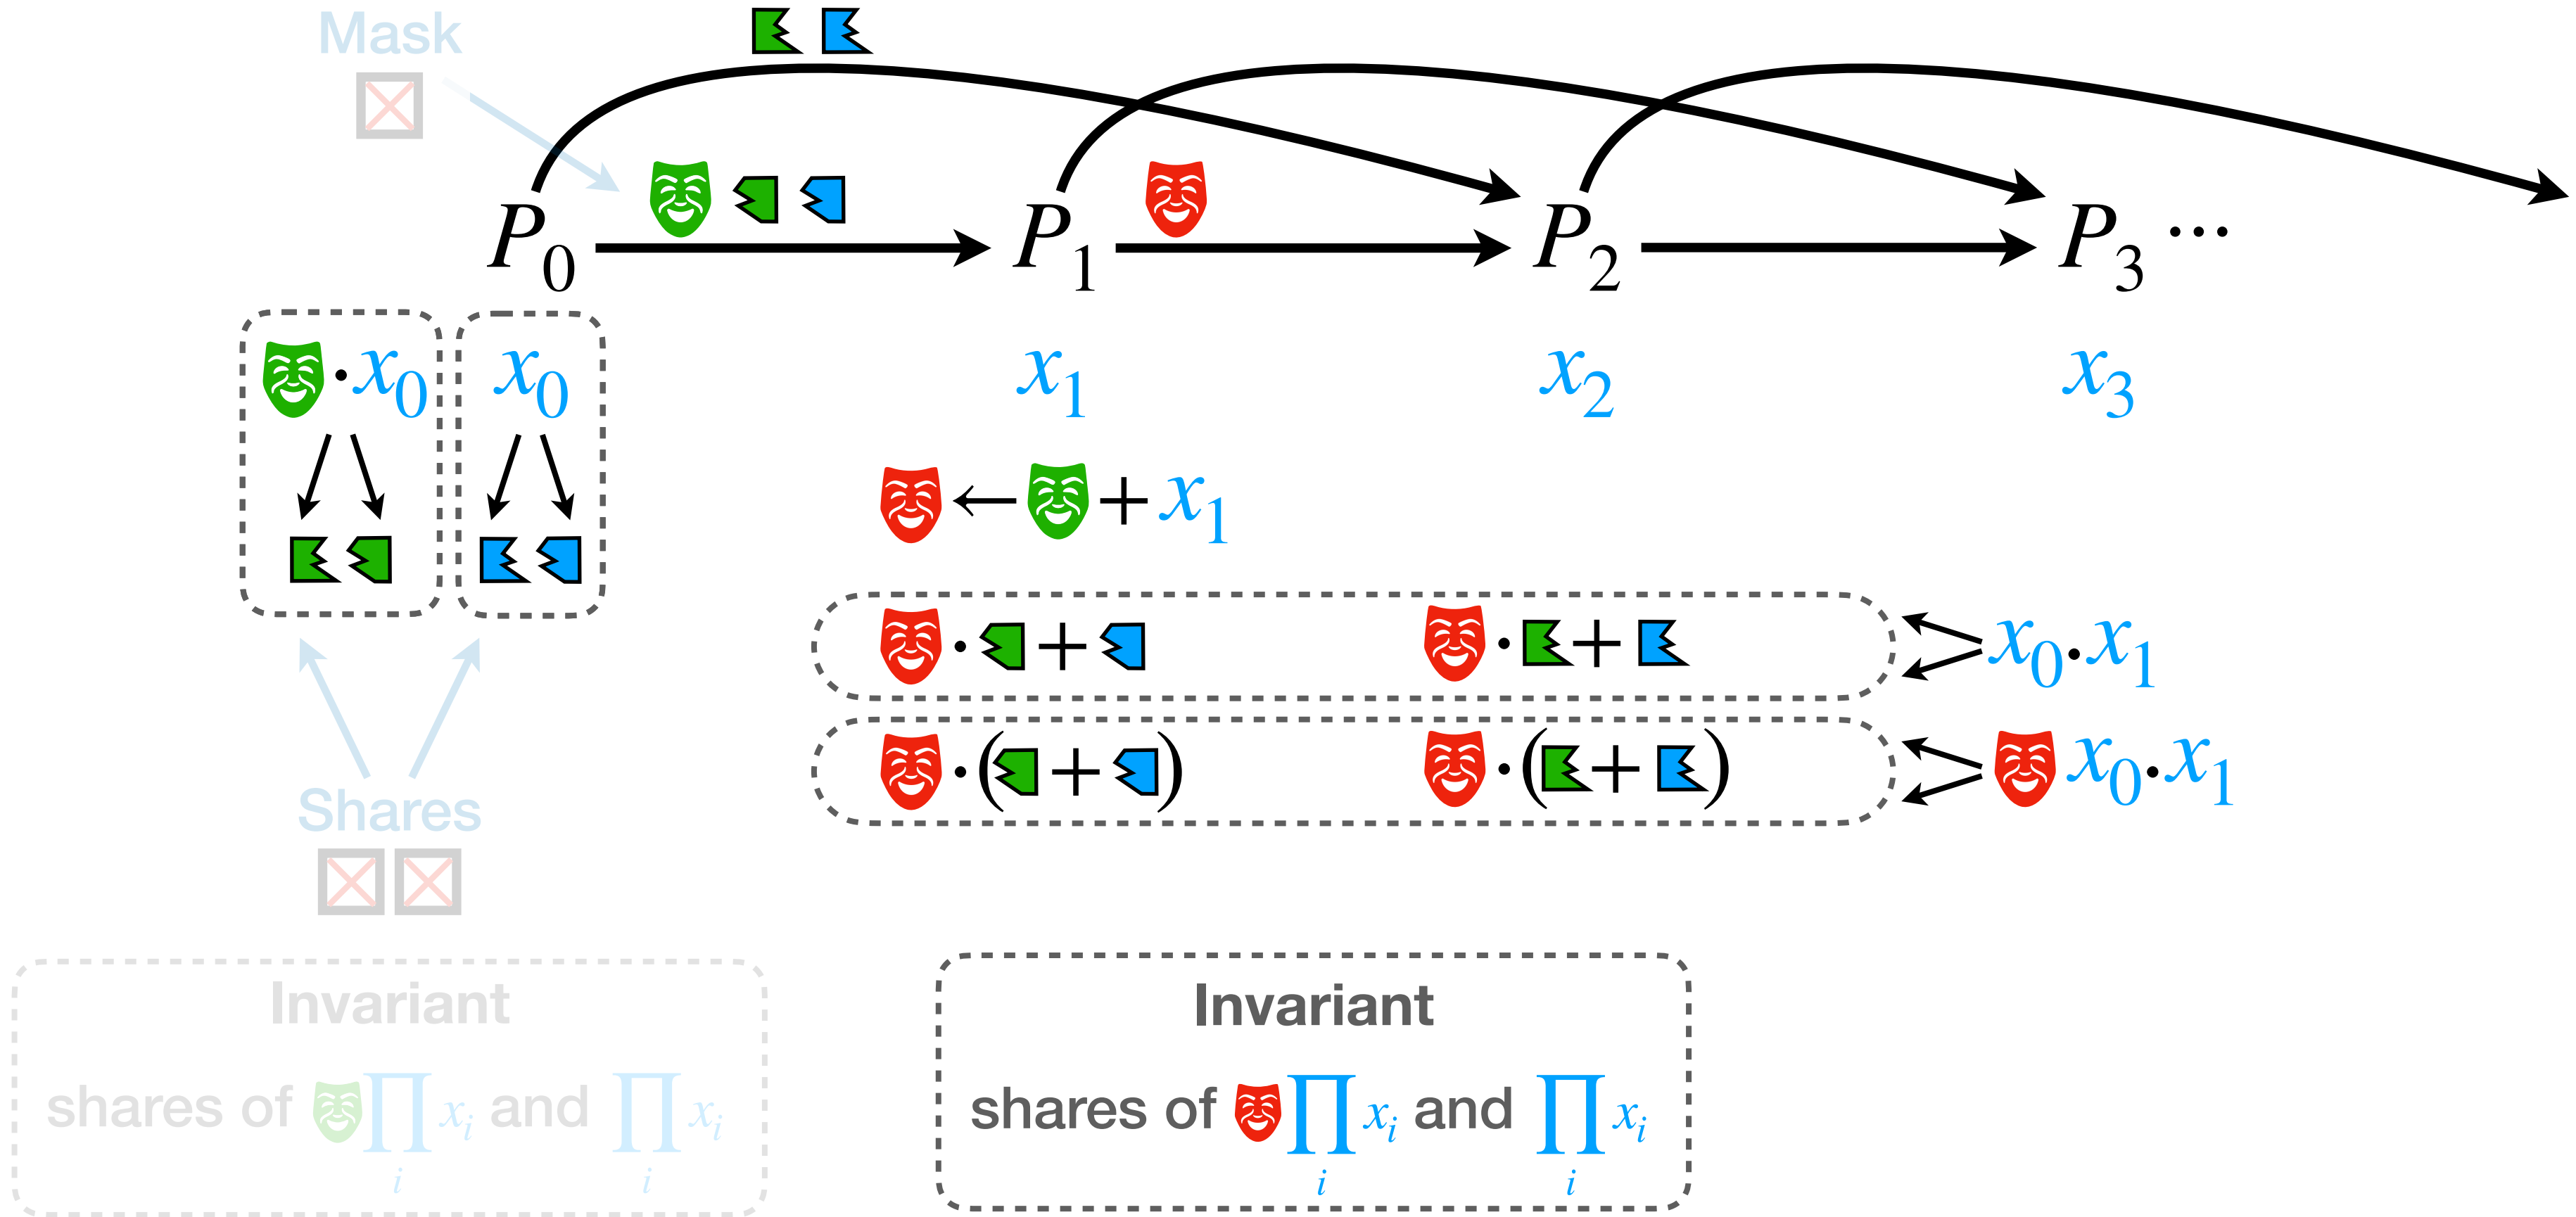 Mask
P₀ P₁ P₂ P₃ ⋯
· x₀ x₀ x₁ x₂ x₃
← + x₁
· + · + x₀ · x₁
· ( + ) · ( + ) x₀ · x₁
Shares
Invariant
shares of ∏ᵢ xᵢ and ∏ᵢ xᵢ
Invariant
shares of ∏ᵢ xᵢ and ∏ᵢ xᵢ